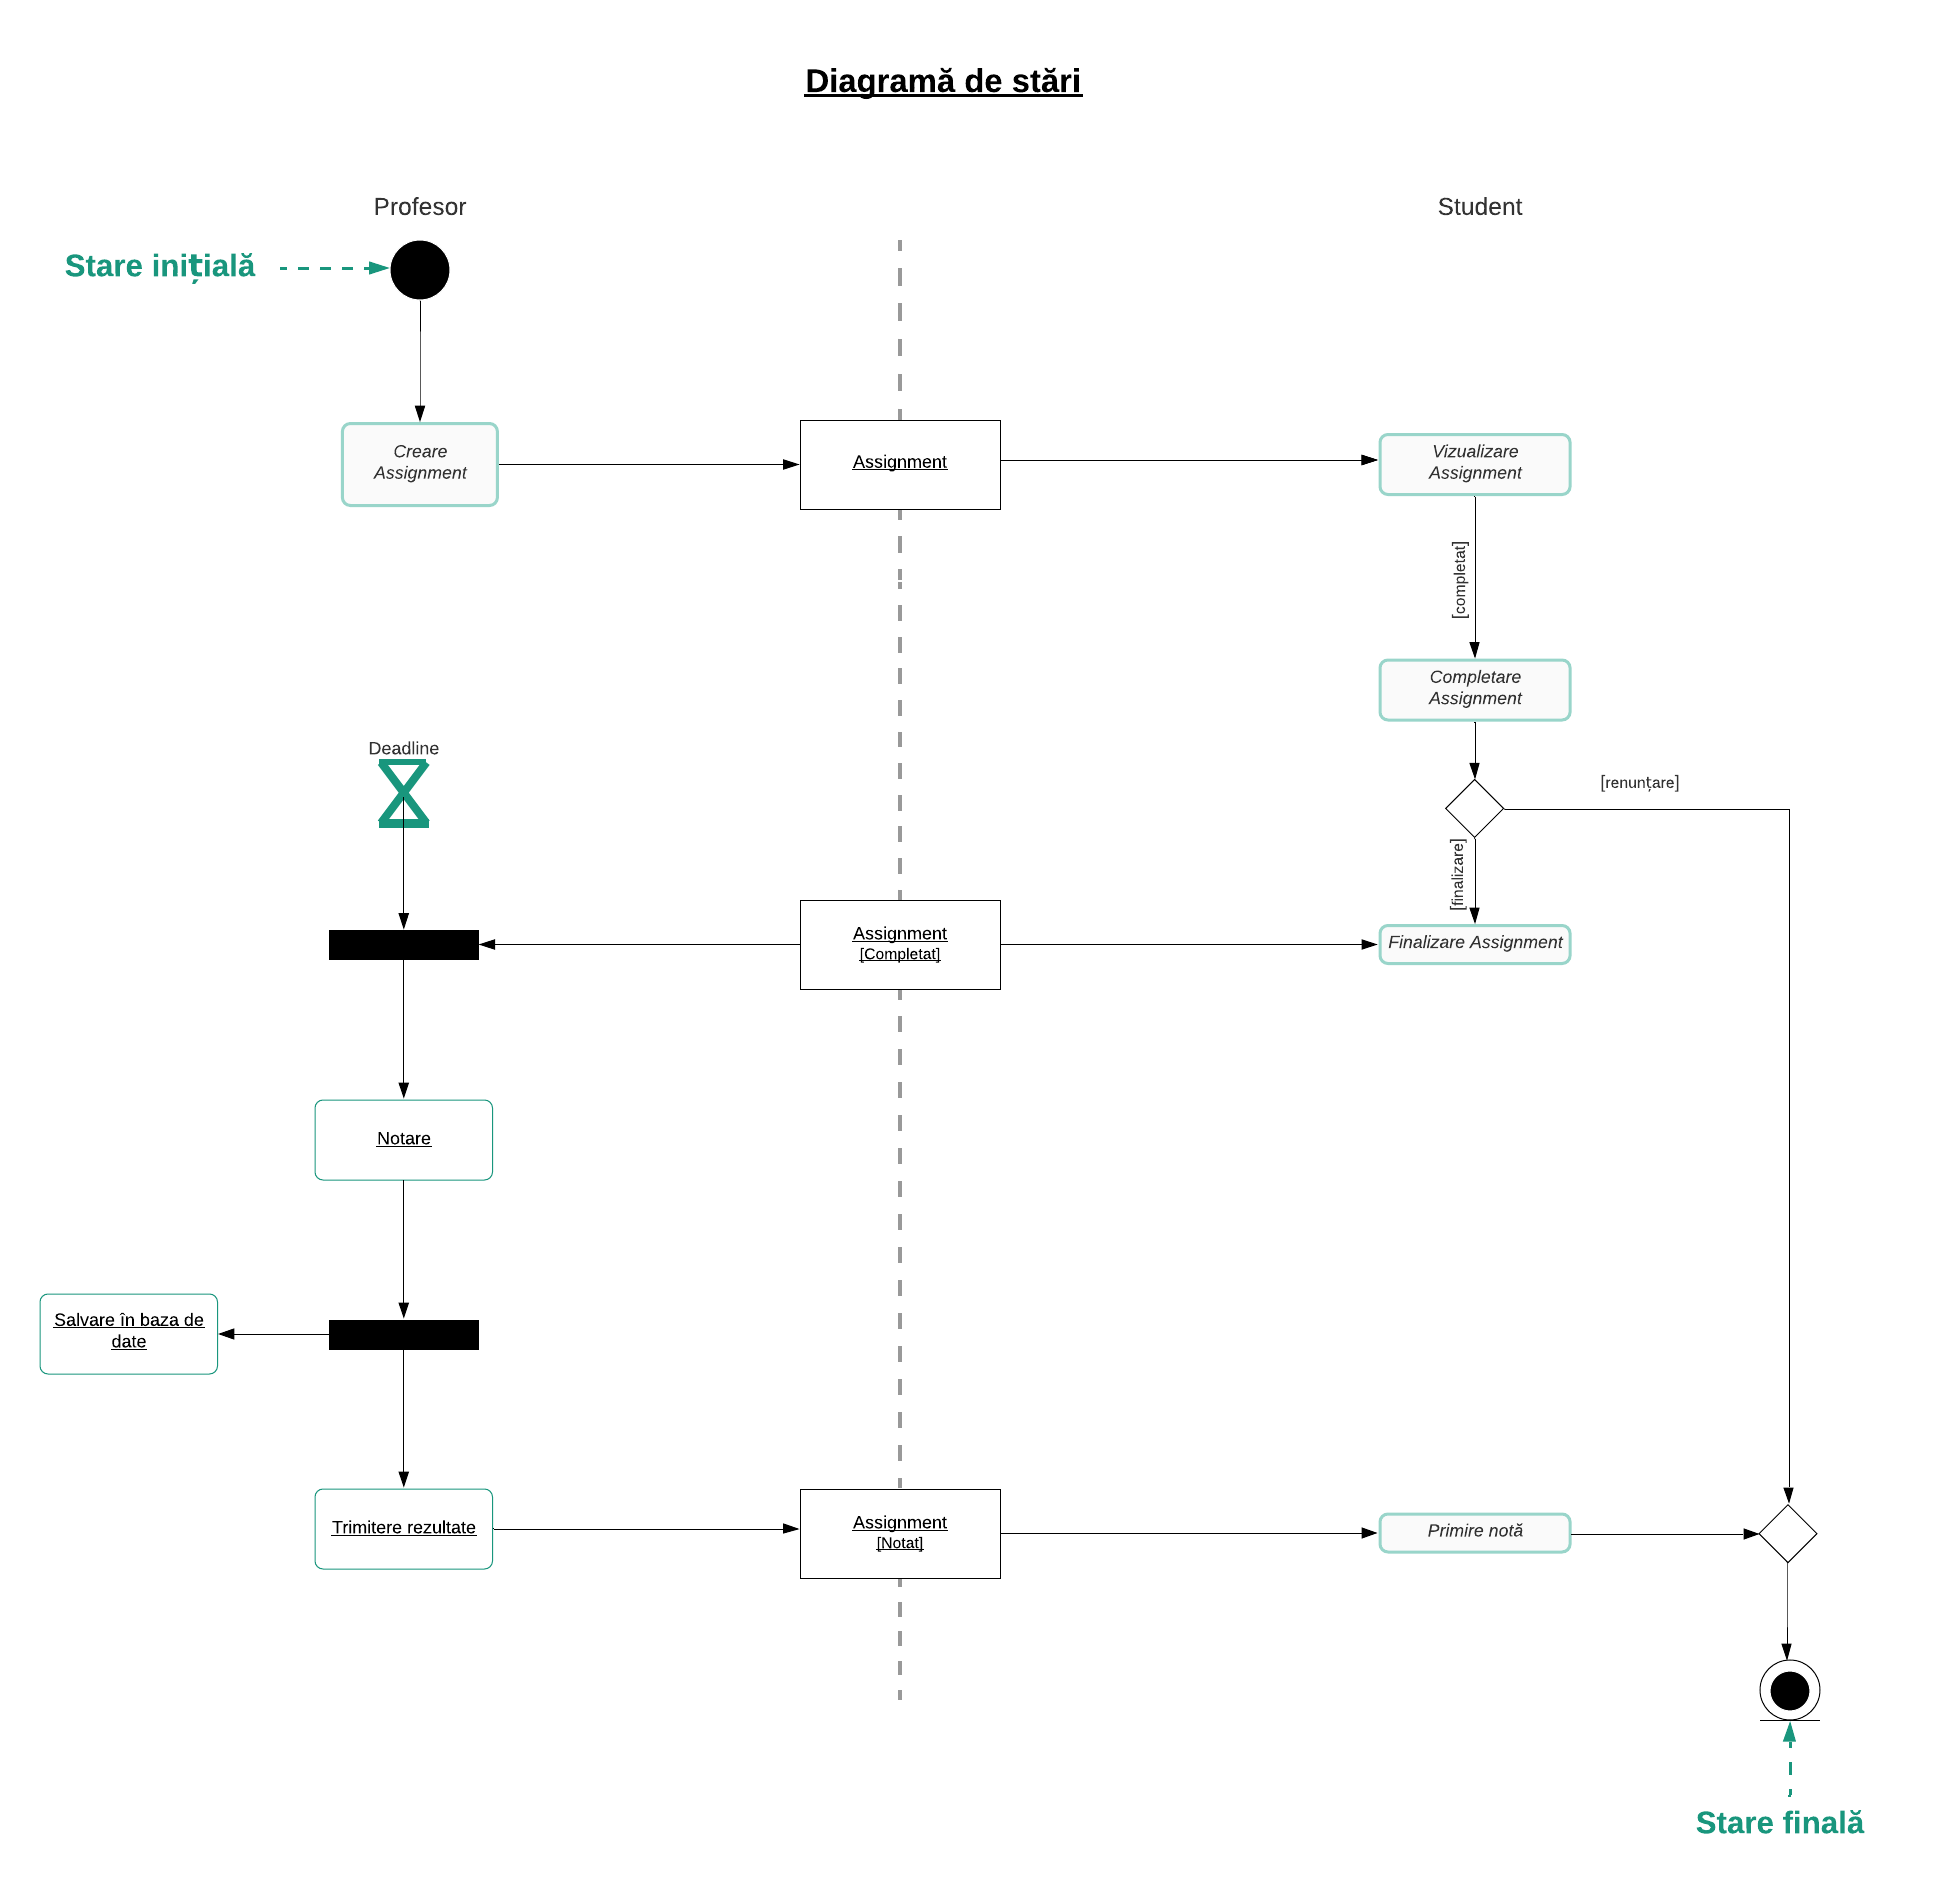 Diagramă de stări
Profesor
Student
Stare inițială
Creare
Assignment
Assignment
Vizualizare
Assignment
[completat]
Completare
Assignment
Deadline
[renunțare]
[finalizare]
Assignment
[Completat]
Finalizare Assignment
Notare
Salvare în baza de
date
Trimitere rezultate
Assignment
[Notat]
Primire notă
Stare finală